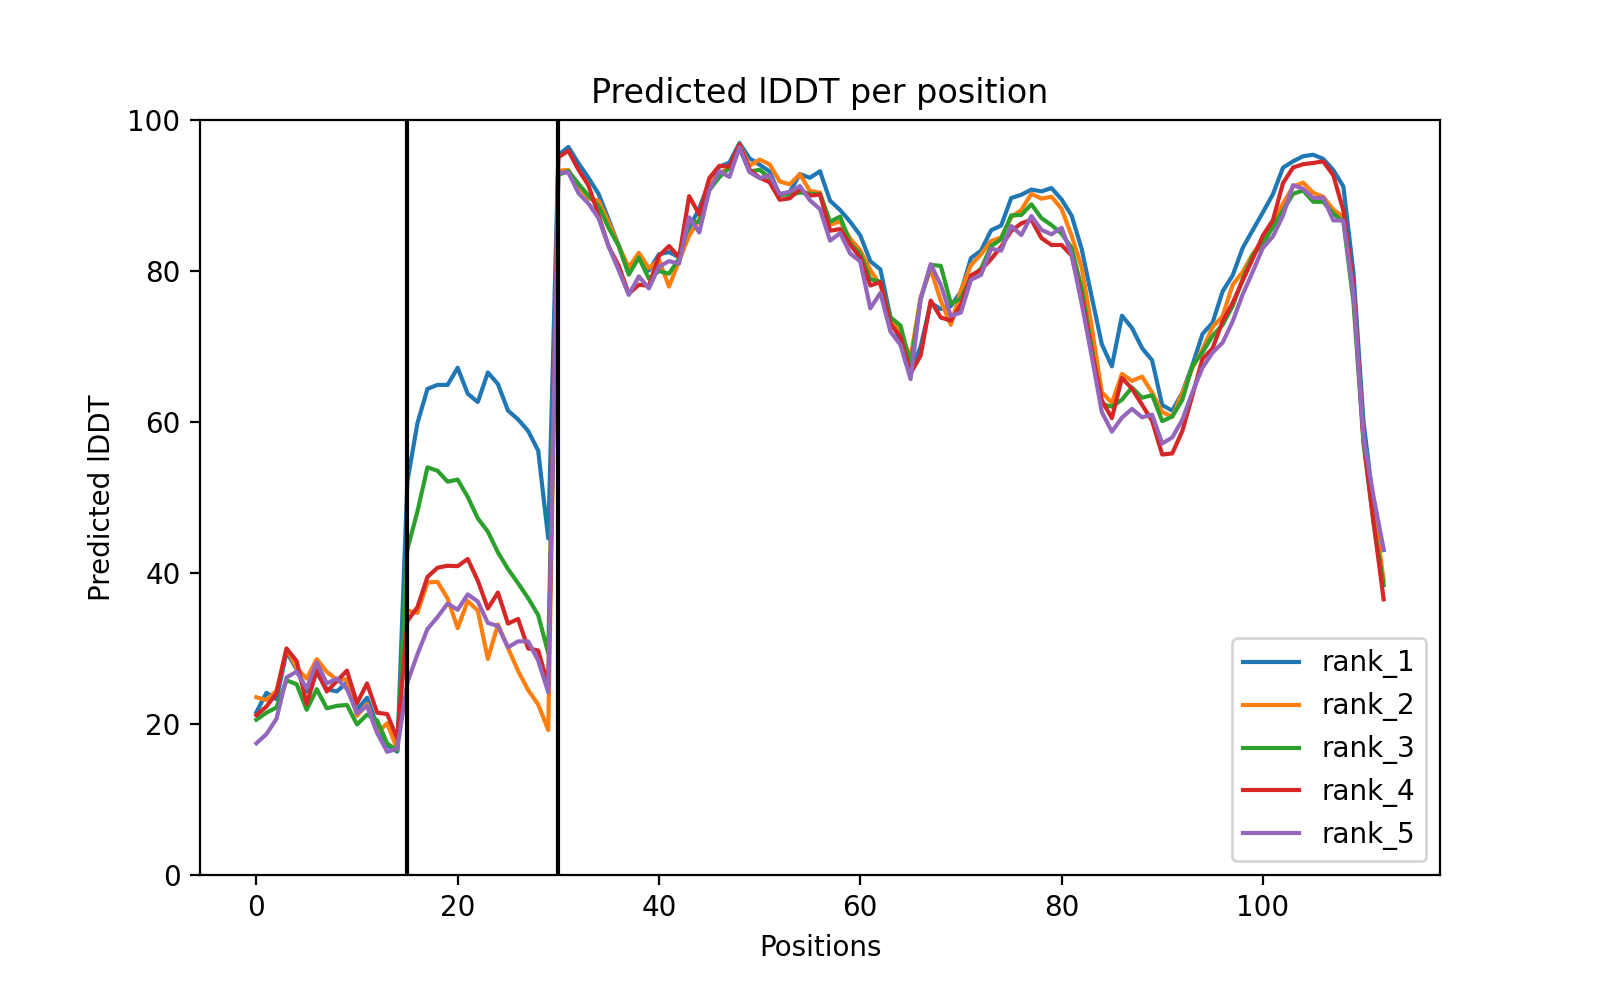 Predicted lDDT per position
100
80
60
40
20
0
Predicted lDDT
0 20 40 60 80 100
Positions
rank_1
rank_2
rank_3
rank_4
rank_5